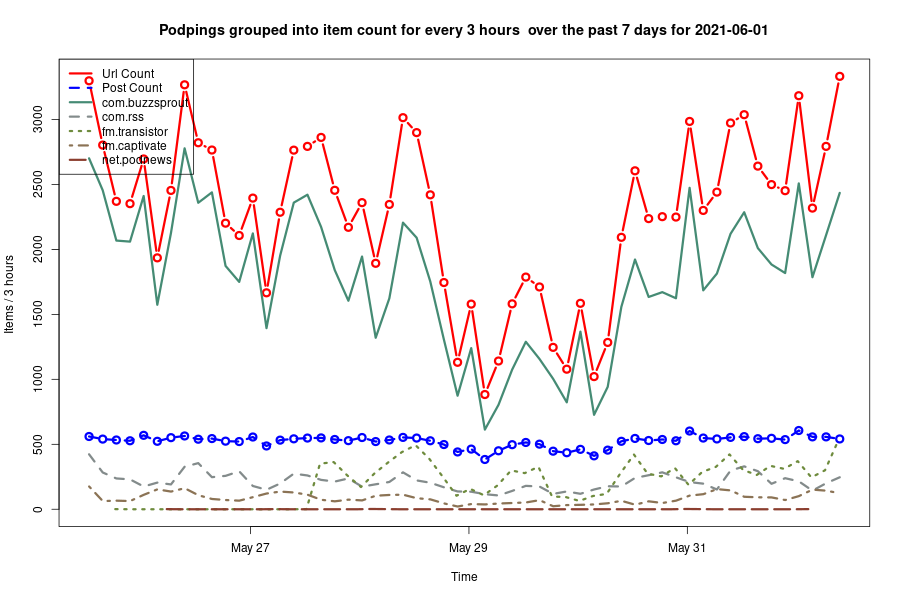 Podpings grouped into item count for every 3 hours  over the past 7 days for 2021-06-01
Url Count
Post Count
com.buzzsprout
com.rss
fm.transistor
fm.captivate
net.podnews
Items / 3 hours
3000
2500
2000
1500
1000
500
0
May 27
May 29
May 31
Time